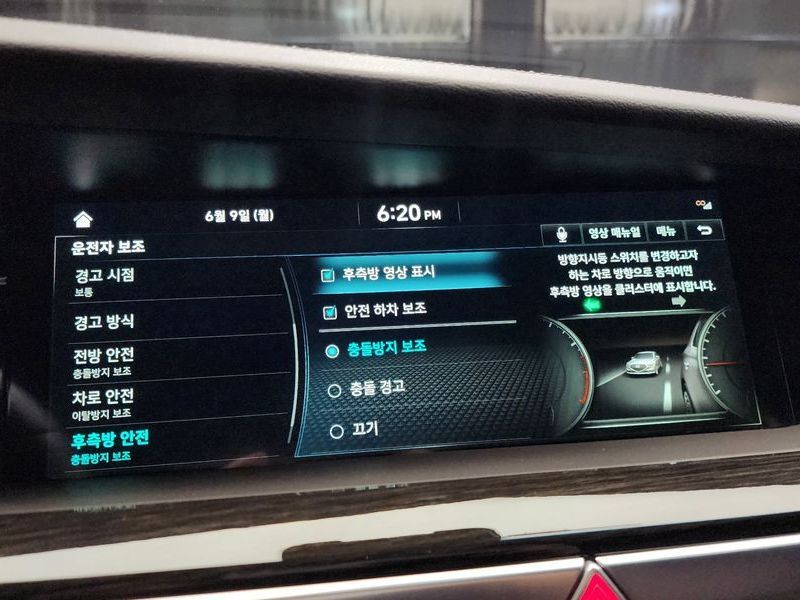 6월 9일 (월)
6:20 PM
운전자 보조
영상 매뉴얼
메뉴
경고 시점
보통
경고 방식
전방 안전
충돌방지 보조
차로 안전
이탈방지 보조
후측방 안전
충돌방지 보조
후측방 영상 표시
안전 하차 보조
충돌방지 보조
충돌 경고
끄기
방향지시등 스위치를 변경하고자
하는 차로 방향으로 움직이면
후측방 영상을 클러스터에 표시합니다.